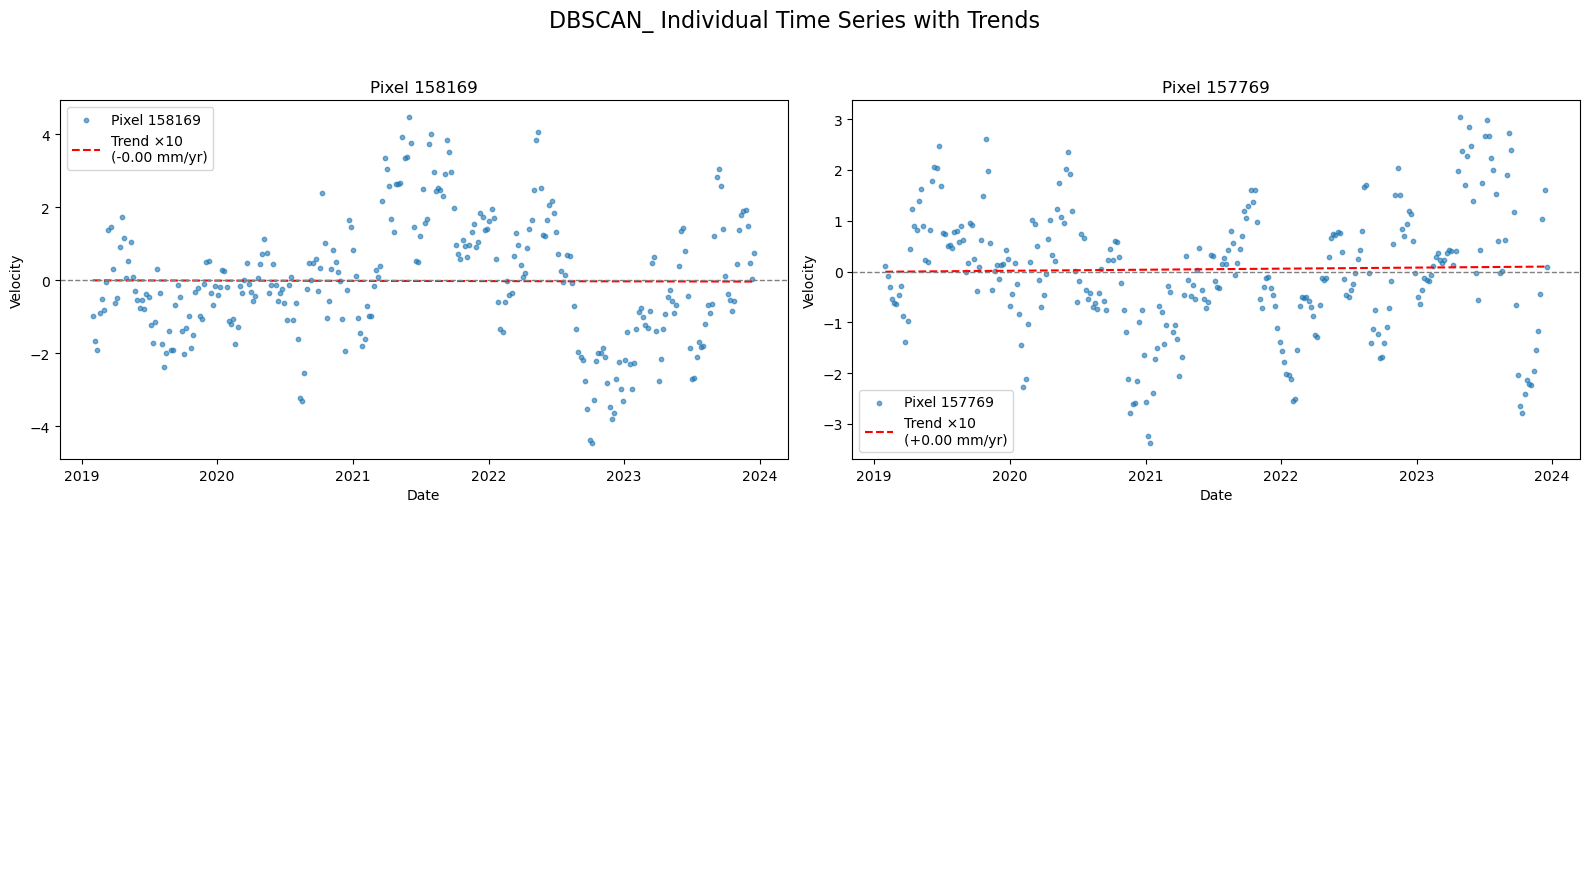 DBSCAN_ Individual Time Series with Trends
Pixel 158169
Pixel 158169
Trend ×10
(-0.00 mm/yr)
4
2
0
−2
−4
Velocity
2019
2020
2021
2022
2023
2024
Date
Pixel 157769
3
2
1
0
−1
−2
−3
Velocity
Pixel 157769
Trend ×10
(+0.00 mm/yr)
2019
2020
2021
2022
2023
2024
Date